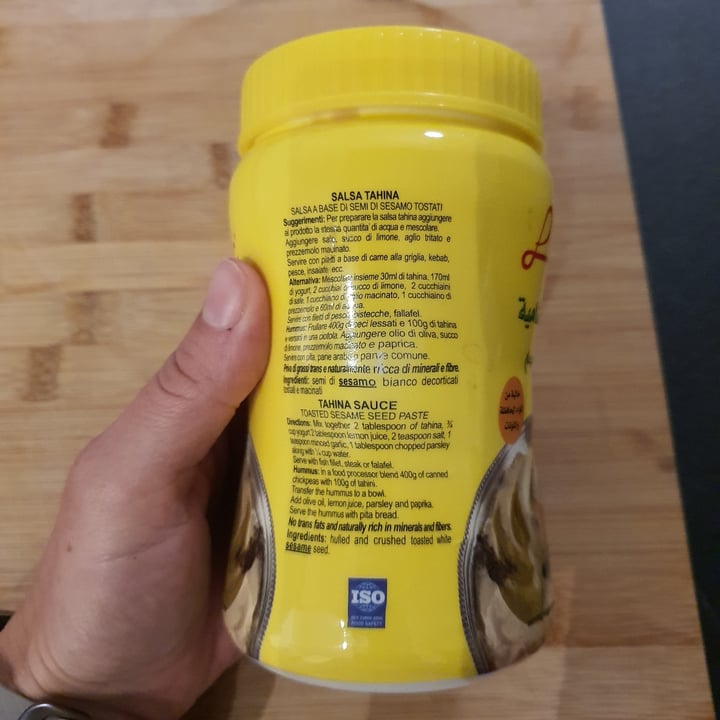 SALSA TAHINA
SALSA A BASE DI SEMI DI SESAMO TOSTATI
Suggerimenti: Per preparare la salsa tahina aggiungere
al prodotto la stessa quantita' di acqua e mescolare.
Aggiungere sale, succo di limone, aglio tritato e
prezzemolo macinato.
Servire con piatti a base di carne alla griglia, kebab,
pesce, insalate, ecc.
Alternativa: Mescolare insieme 30ml di tahina, 170ml
di yogurt, 2 cucchiai di succo di limone, 2 cucchiaini
di sale, 1 cucchiaino d'aglio macinato, 1 cucchiaino di
prezzemolo e 60ml di acqua.
Servire con filetti di pesce, bistecche, fallafel.
Hummus: Frullare 400g di ceci lessati e 100g di tahina
e versarli in una ciotola. Aggiungere olio di oliva, succo
di limone, prezzemolo macinato e paprica.
Servire con pita, pane arabo o pane comune.
Priva di grassi trans e naturalmente ricca di minerali e fibre.
Ingredienti: semi di sesamo bianco decorticati
tostati e macinati
TAHINA SAUCE
TOASTED SESAME SEED PASTE
Directions: Mix together 2 tablespoon of tahina, ¾
cup yogurt 2 tablespoon lemon juice, 2 teaspoon salt, 1
teaspoon minced garlic, 1 tablespoon chopped parsley
along with ¼ cup water.
Serve with fish fillet, steak or falafel.
Hummus: in a food processor blend 400g of canned
chickpeas with 100g of tahini.
Transfer the hummus to a bowl.
Add olive oil, lemon juice, parsley and paprika.
Serve the hummus with pita bread.
No trans fats and naturally rich in minerals and fibers.
Ingredients: hulled and crushed toasted white
sesame seed.
ISO
FOOD SAFETY